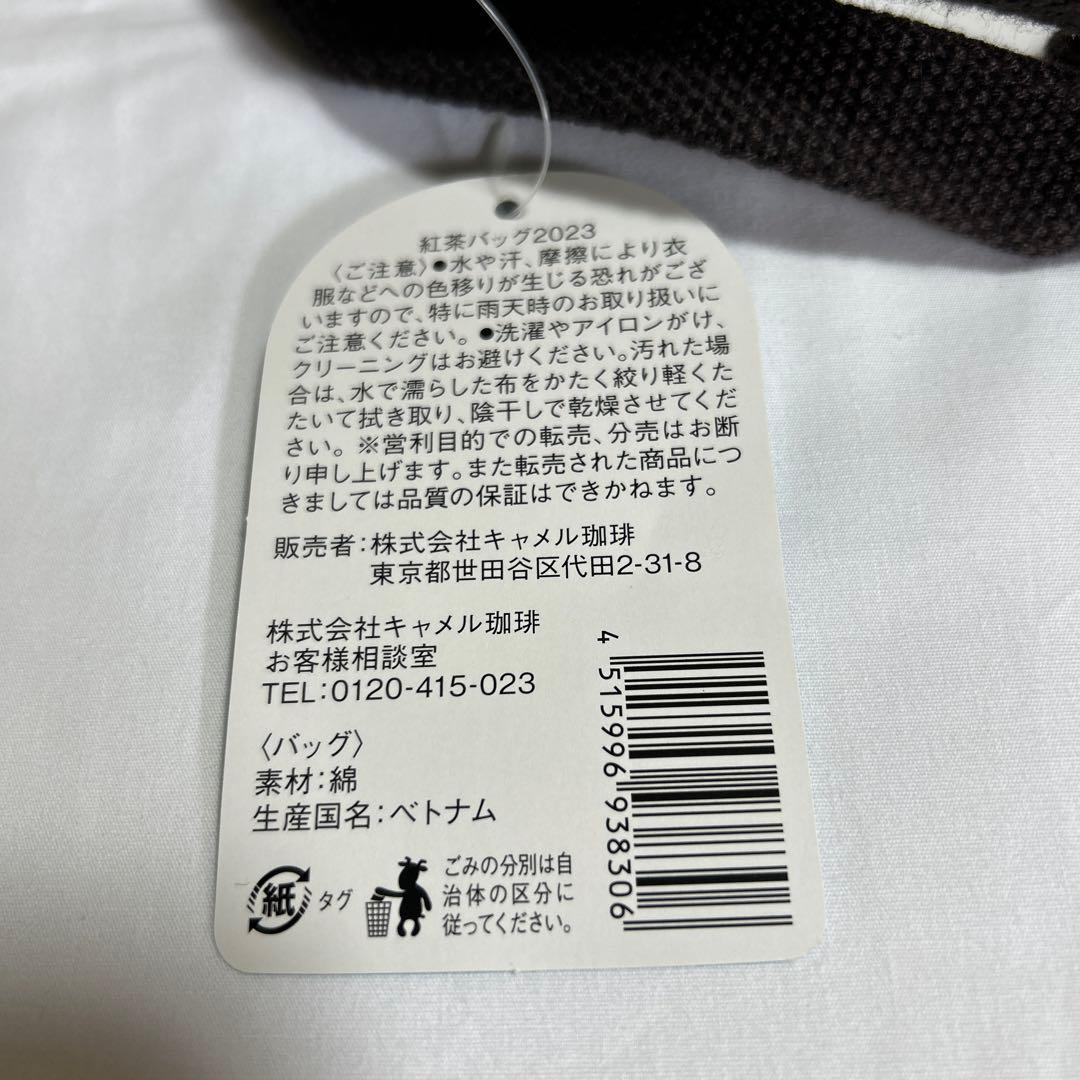 紅茶バッグ2023
〈ご注意〉●水や汗、摩擦により衣
服などへの色移りが生じる恐れがござ
いますので、特に雨天時のお取り扱いに
ご注意ください。●洗濯やアイロンがけ、
クリーニングはお避けください。汚れた場
合は、水で濡らした布をかたく絞り軽くた
たいて拭き取り、陰干しで乾燥させてくだ
さい。※営利目的での転売、分売はお断
り申し上げます。また転売された商品につ
きましては品質の保証はできかねます。
販売者：株式会社キャメル珈琲
東京都世田谷区代田2-31-8
株式会社キャメル珈琲
お客様相談室
TEL：0120-415-023
〈バッグ〉
素材：綿
生産国名：ベトナム
紙 タグ
ごみの分別は自
治体の区分に
従ってください。
4 515996 938306